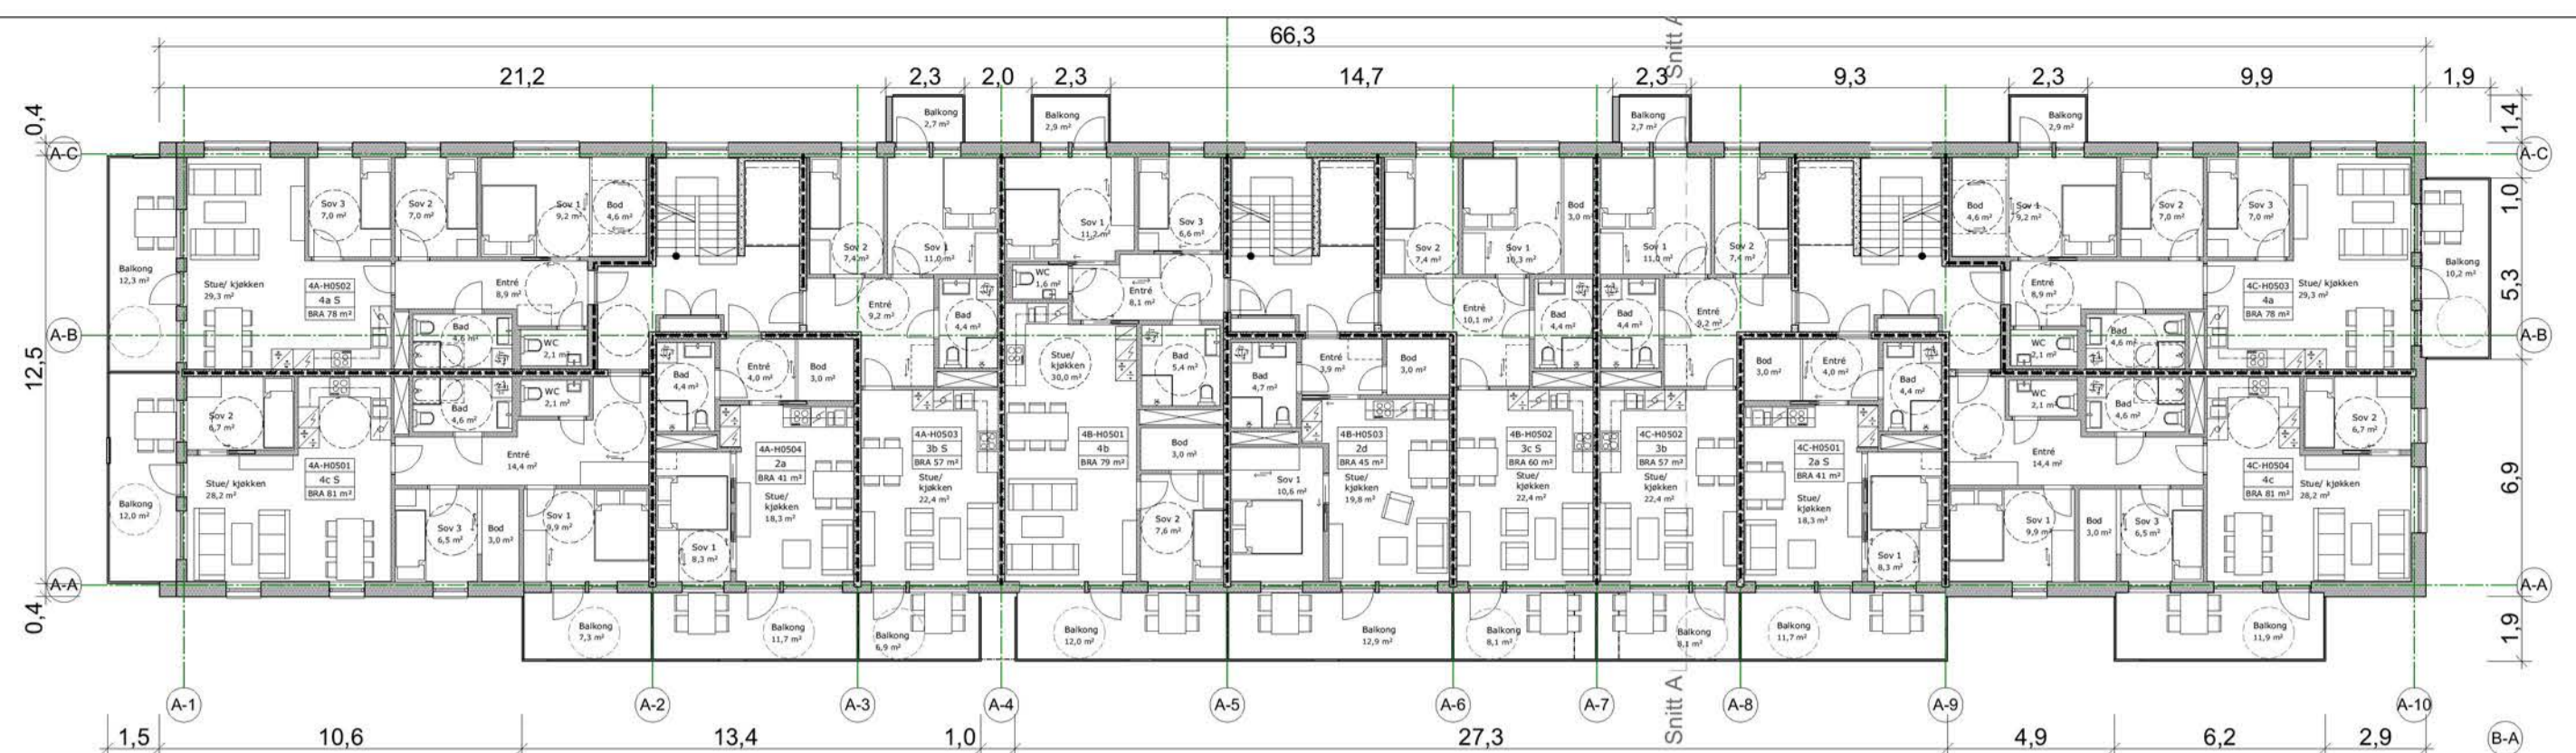 66,3
21,2
2,3
2,0
2,3
14,7
2,3
Snitt A
9,3
2,3
9,9
1,9
0,4
12,5
0,4
1,4
1,0
5,3
6,9
1,9
A-C
A-B
A-A
A-C
A-B
A-A
Balkong
2,7 m²
Balkong
2,9 m²
Balkong
2,7 m²
Balkong
2,9 m²
Balkong
12,3 m²
Stue/ kjøkken
29,3 m²
Sov 3
7,0 m²
Sov 2
7,0 m²
Sov 1
9,2 m²
Bod
4,6 m²
4A-H0502
4a S
BRA 78 m²
Entré
8,9 m²
Bad
4,6 m²
WC
2,1 m²
Sov 2
7,4 m²
Sov 1
11,0 m²
Entré
9,2 m²
Bad
4,4 m²
Sov 1
11,2 m²
Sov 3
6,6 m²
WC
1,6 m²
Entré
8,1 m²
Stue/
kjøkken
30,0 m²
Bad
5,4 m²
Sov 2
7,4 m²
Sov 1
10,3 m²
Bod
3,0 m²
Entré
10,1 m²
Bad
4,4 m²
Sov 1
11,0 m²
Sov 2
7,4 m²
Bad
4,4 m²
Entré
9,2 m²
Bod
4,6 m²
Sov 1
9,2 m²
Sov 2
7,0 m²
Sov 3
7,0 m²
Entré
8,9 m²
WC
2,1 m²
Bad
4,6 m²
4C-H0503
4a
BRA 78 m²
Stue/ kjøkken
29,3 m²
Balkong
10,2 m²
Balkong
12,0 m²
Sov 2
6,7 m²
Stue/ kjøkken
28,2 m²
4A-H0501
4c S
BRA 81 m²
Bad
4,6 m²
WC
2,1 m²
Entré
14,4 m²
Sov 3
6,5 m²
Bod
3,0 m²
Sov 1
9,9 m²
Bad
4,4 m²
Entré
4,0 m²
Bod
3,0 m²
4A-H0504
2a
BRA 41 m²
Stue/
kjøkken
18,3 m²
Sov 1
8,3 m²
4A-H0503
3b S
BRA 57 m²
Stue/
kjøkken
22,4 m²
4B-H0501
4b
BRA 79 m²
Bod
3,0 m²
Sov 2
7,6 m²
Bad
4,7 m²
Entré
3,9 m²
Bod
3,0 m²
Sov 1
10,6 m²
4B-H0503
2d
BRA 45 m²
Stue/
kjøkken
19,8 m²
4B-H0502
3c S
BRA 60 m²
Stue/
kjøkken
22,4 m²
4C-H0502
3b
BRA 57 m²
Stue/
kjøkken
22,4 m²
Bod
3,0 m²
Entré
4,0 m²
Bad
4,4 m²
4C-H0501
2a S
BRA 41 m²
Stue/
kjøkken
18,3 m²
Sov 1
8,3 m²
WC
2,1 m²
Bad
4,6 m²
Entré
14,4 m²
Sov 1
9,9 m²
Bod
3,0 m²
Sov 3
6,5 m²
4C-H0504
4c
BRA 81 m²
Stue/ kjøkken
28,2 m²
Sov 2
6,7 m²
Balkong
7,3 m²
Balkong
11,7 m²
Balkong
6,9 m²
Balkong
12,0 m²
Balkong
12,9 m²
Balkong
8,1 m²
Balkong
8,1 m²
Balkong
11,7 m²
Balkong
11,9 m²
A-1
A-2
A-3
A-4
A-5
A-6
A-7
Snitt A
A-8
A-9
A-10
1,5
10,6
13,4
1,0
27,3
4,9
6,2
2,9
B-A